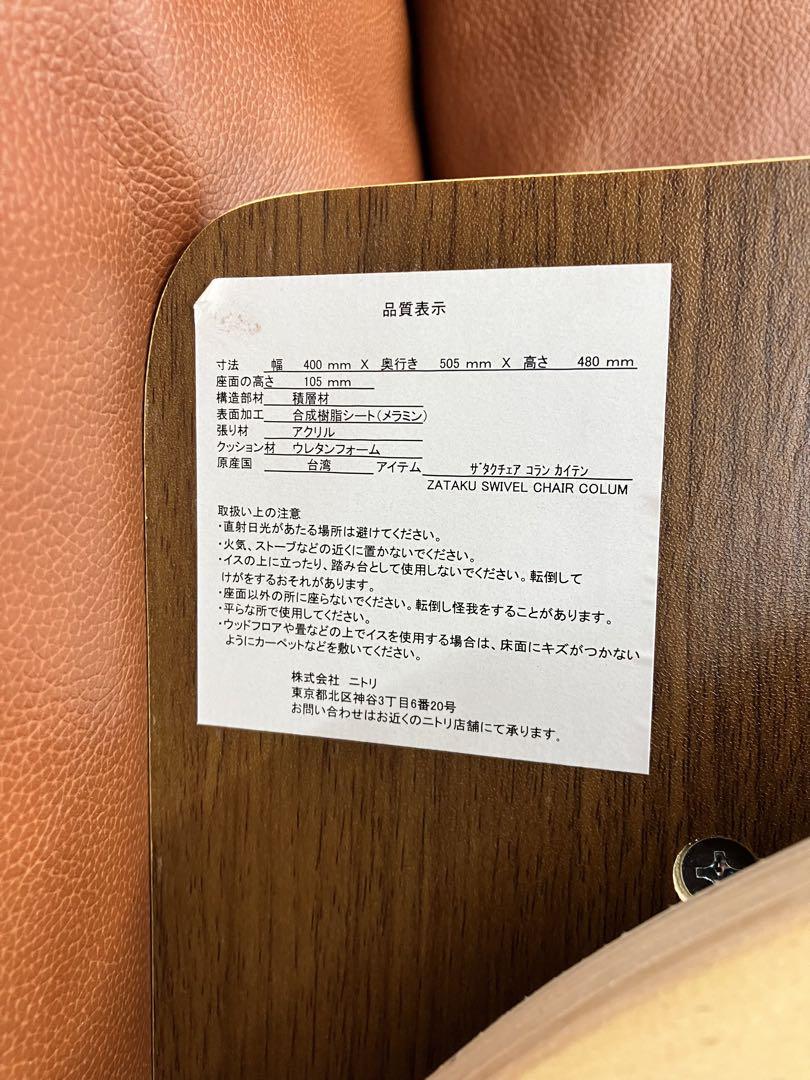 品質表示
寸法 幅 400 mm X 奥行き 505 mm X 高さ 480 mm
座面の高さ 105 mm
構造部材 積層材
表面加工 合成樹脂シート(メラミン)
張り材 アクリル
クッション材 ウレタンフォーム
原産国 台湾 アイテム ザタクチェア コラン カイテン
ZATAKU SWIVEL CHAIR COLUM
取扱い上の注意
・直射日光があたる場所は避けてください。
・火気、ストーブなどの近くに置かないでください。
・イスの上に立ったり、踏み台として使用しないでください。転倒して
けがをするおそれがあります。
・座面以外の所に座らないでください。転倒し怪我をすることがあります。
・平らな所で使用してください。
・ウッドフロアや畳などの上でイスを使用する場合は、床面にキズがつかない
ようにカーペットなどを敷いてください。
株式会社 ニトリ
東京都北区神谷3丁目6番20号
お問い合わせはお近くのニトリ店舗にて承ります。